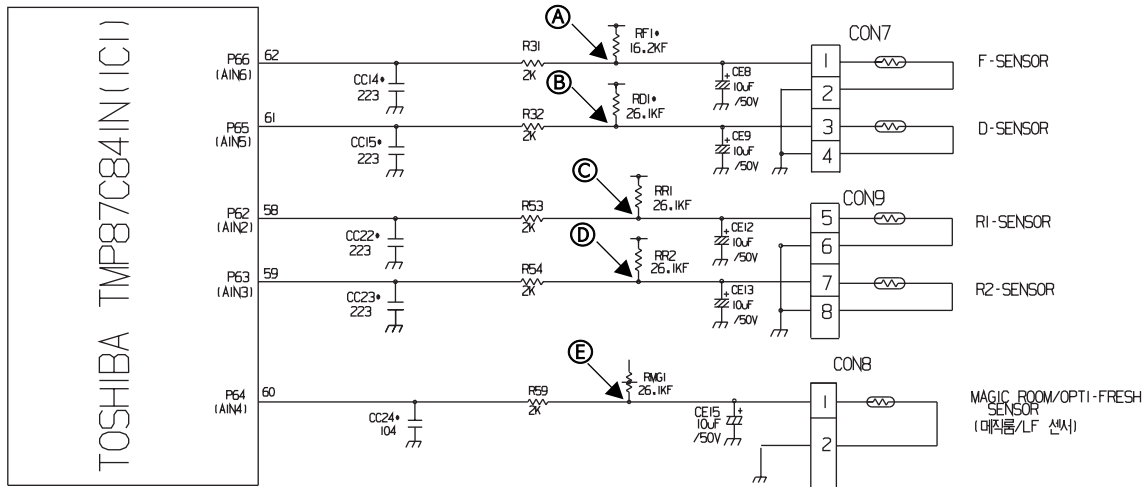 TOSHIBA TMP87C841N(IC1)
A
RF1*
16.2KF
CON7
P66
(AIN6)
62
CC14*
223
R31
2K
CE8
10uF
/50V
1
F-SENSOR
2
B
RD1*
26.1KF
P65
(AIN5)
61
CC15*
223
R32
2K
CE9
10uF
/50V
3
D-SENSOR
4
C
RR1
26.1KF
CON9
P62
(AIN2)
58
CC22*
223
R53
2K
CE12
10uF
/50V
5
R1-SENSOR
6
D
RR2
26.1KF
P63
(AIN3)
59
CC23*
223
R54
2K
CE13
10uF
/50V
7
R2-SENSOR
8
E
RMG1
26.1KF
CON8
P64
(AIN4)
60
CC24*
104
R59
2K
CE15
10uF
/50V
1
2
MAGIC ROOM/OPTI-FRESH
SENSOR
(매직룸/LF 센서)